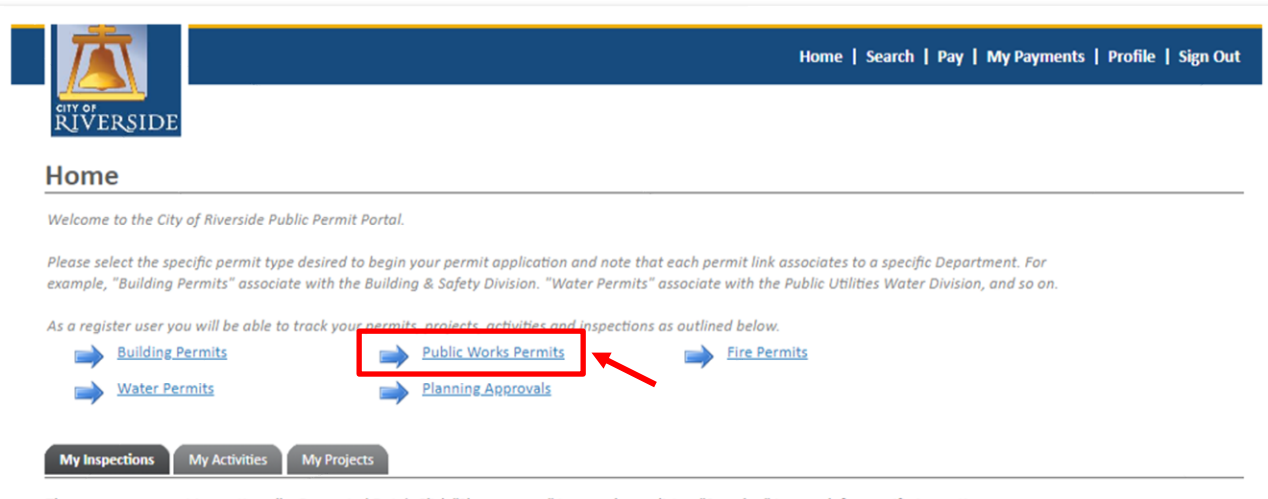 Home | Search | Pay | My Payments | Profile | Sign Out
CITY OF
RIVERSIDE
Home
Welcome to the City of Riverside Public Permit Portal.
Please select the specific permit type desired to begin your permit application and note that each permit link associates to a specific Department. For
example, "Building Permits" associate with the Building & Safety Division. "Water Permits" associate with the Public Utilities Water Division, and so on.
As a register user you will be able to track your permits, projects, activities and inspections as outlined below.
Building Permits
Public Works Permits
Fire Permits
Water Permits
Planning Approvals
My Inspections
My Activities
My Projects